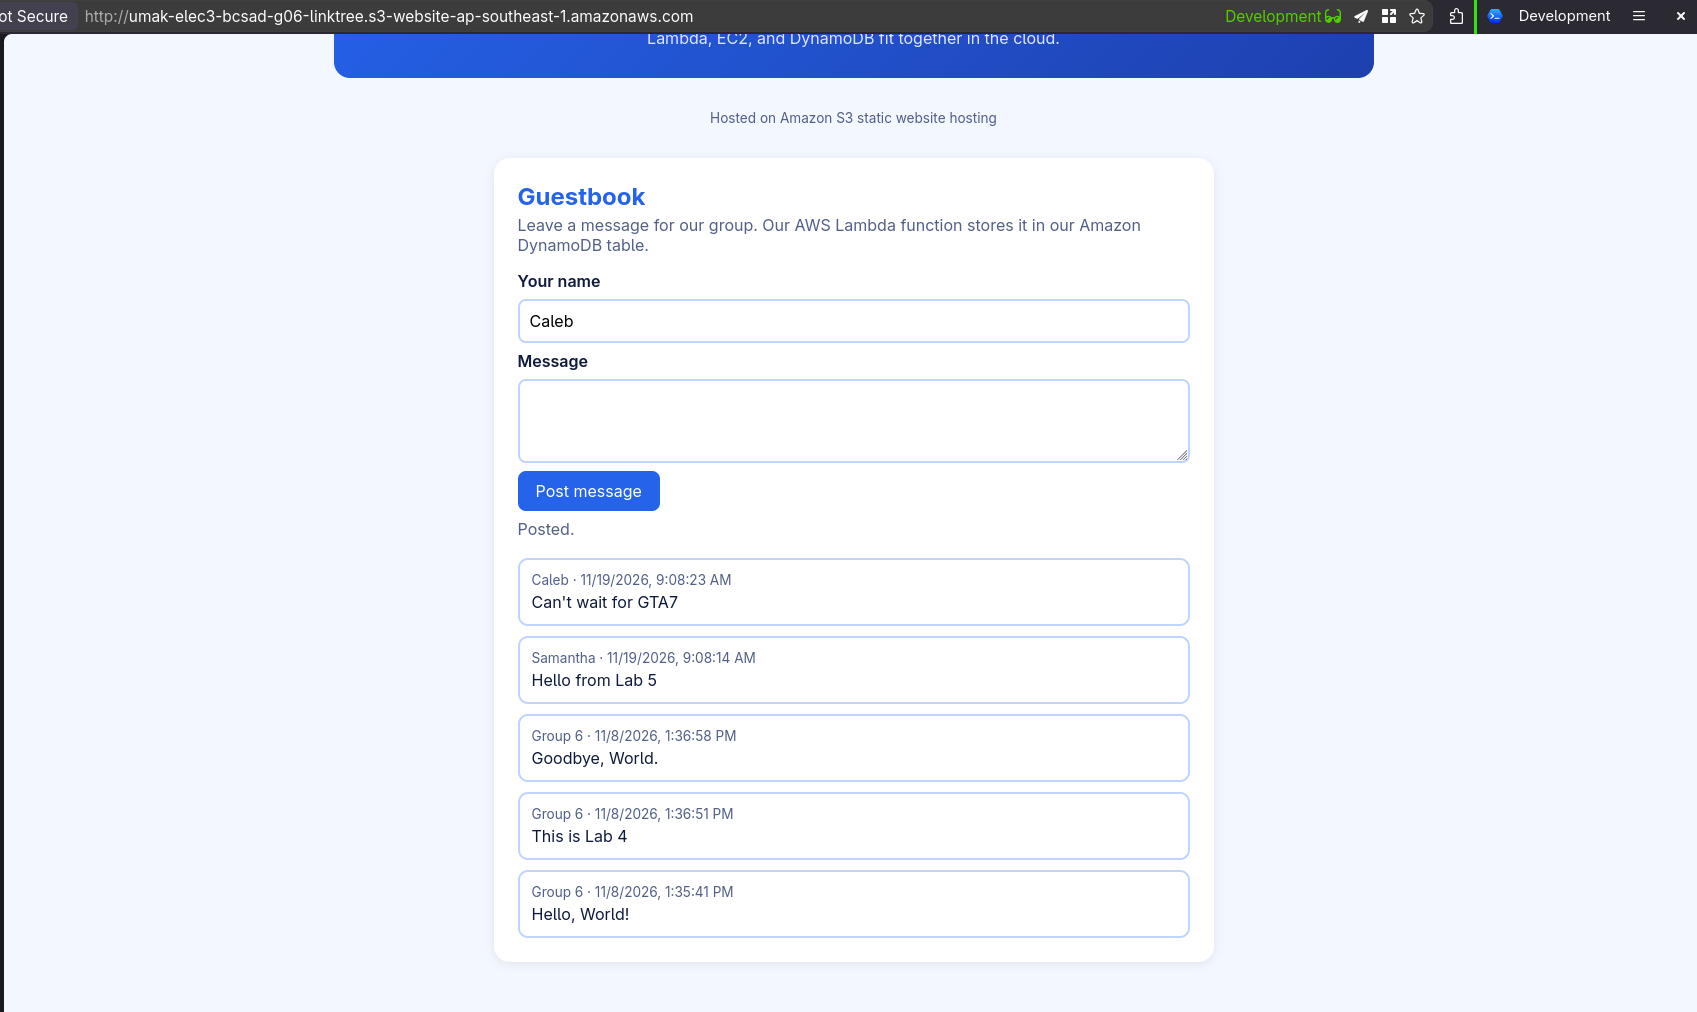 ot Secure
http://umak-elec3-bcsad-g06-linktree.s3-website-ap-southeast-1.amazonaws.com
Development
Development
Lambda, EC2, and DynamoDB fit together in the cloud.
Hosted on Amazon S3 static website hosting
Guestbook
Leave a message for our group. Our AWS Lambda function stores it in our Amazon
DynamoDB table.
Your name
Caleb
Message
Post message
Posted.
Caleb · 11/19/2026, 9:08:23 AM
Can't wait for GTA7
Samantha · 11/19/2026, 9:08:14 AM
Hello from Lab 5
Group 6 · 11/8/2026, 1:36:58 PM
Goodbye, World.
Group 6 · 11/8/2026, 1:36:51 PM
This is Lab 4
Group 6 · 11/8/2026, 1:35:41 PM
Hello, World!